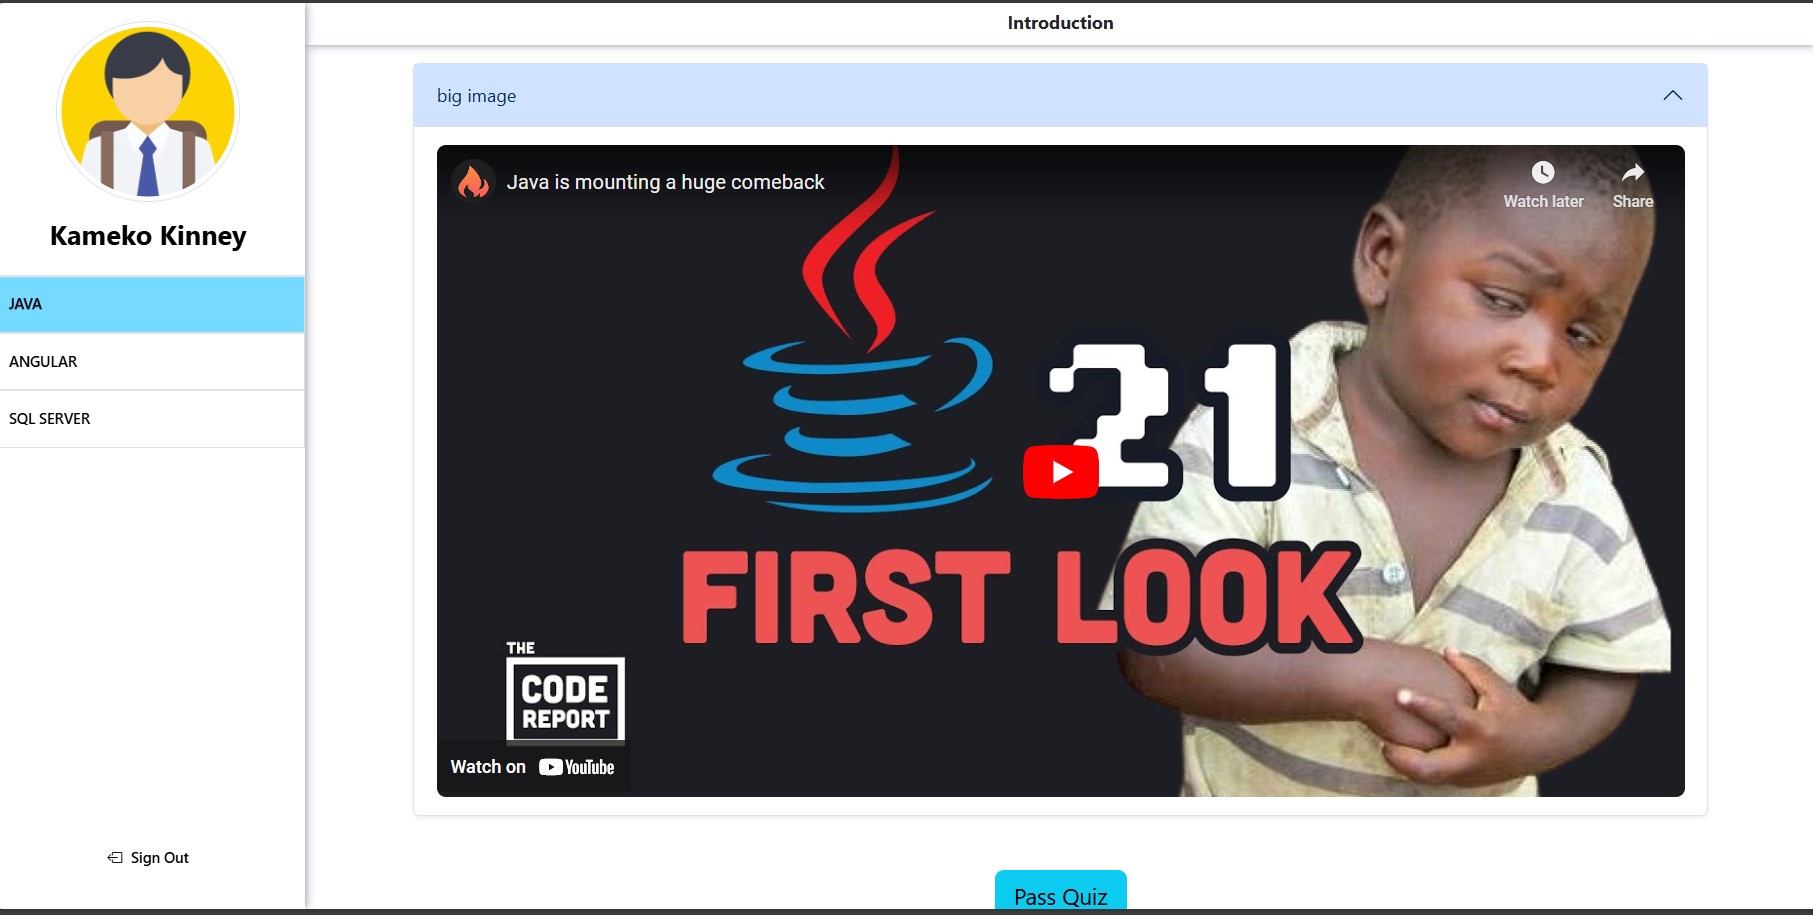 Kameko Kinney
JAVA
ANGULAR
SQL SERVER
Sign Out
Introduction
big image
Java is mounting a huge comeback
Watch later
Share
21
FIRST LOOK
THE
CODE
REPORT
Watch on YouTube
Pass Quiz